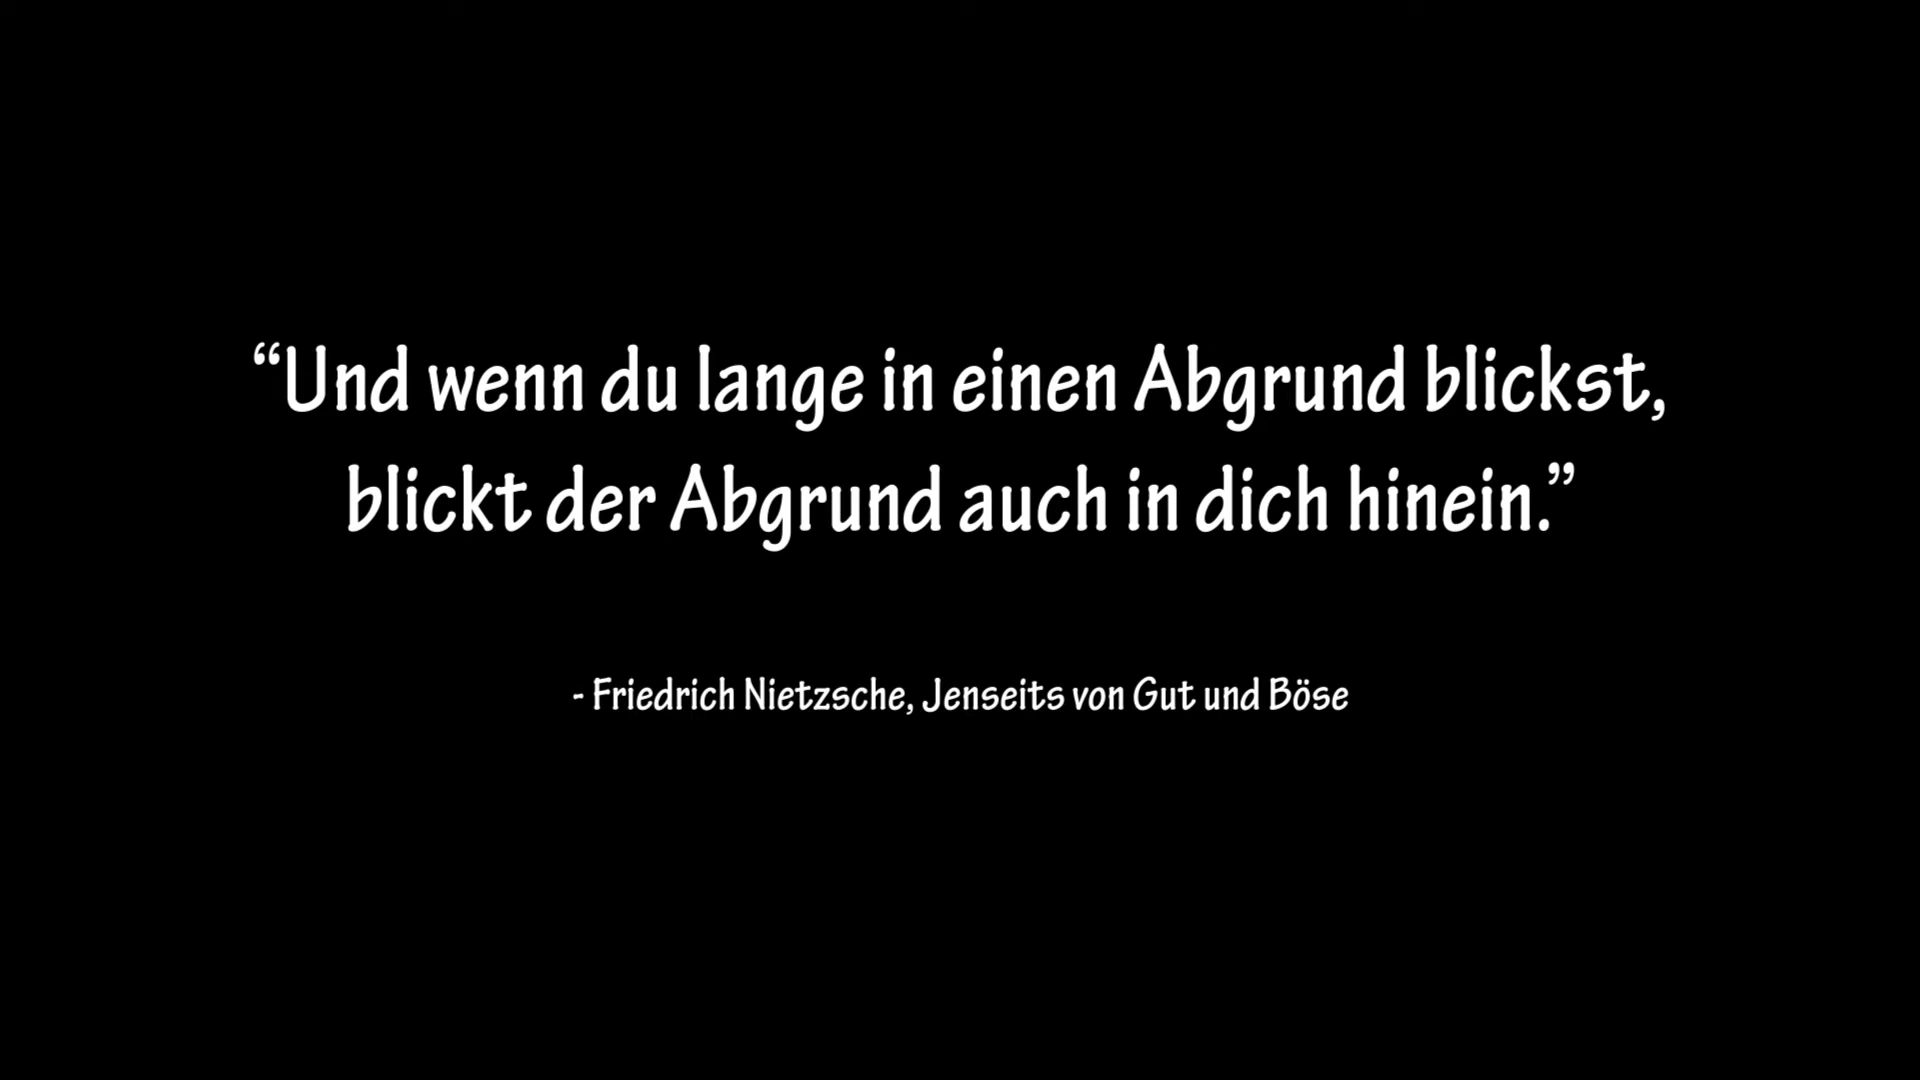 “Und wenn du lange in einen Abgrund blickst,
blickt der Abgrund auch in dich hinein.”
- Friedrich Nietzsche, Jenseits von Gut und Böse